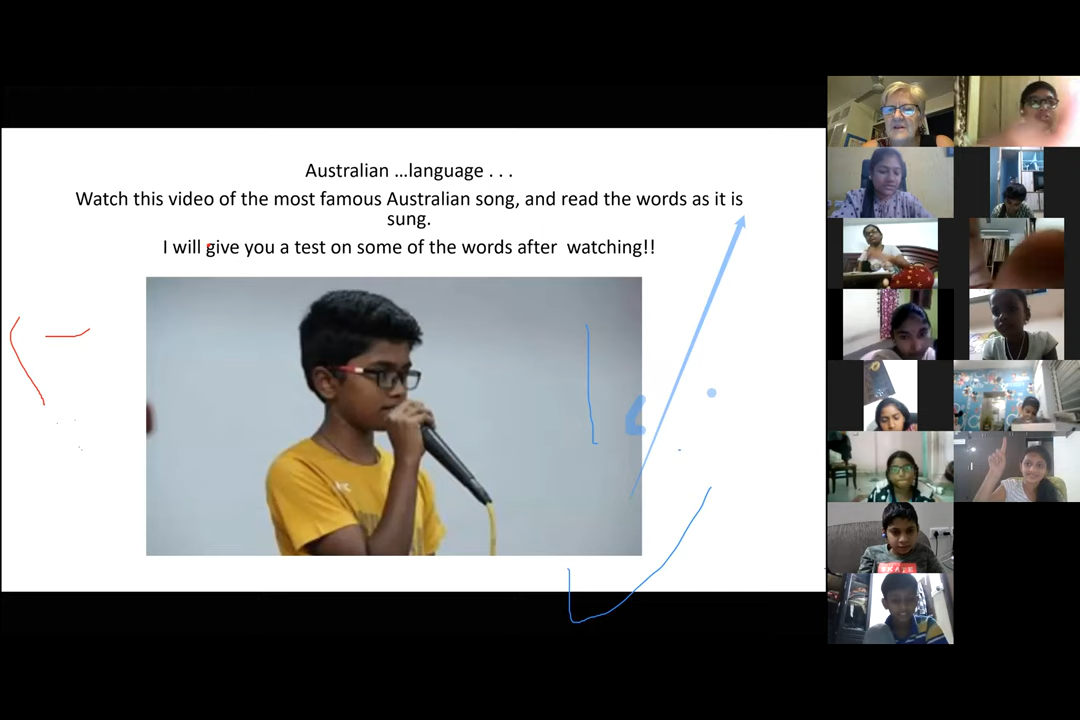 Australian ...language . . .
Watch this video of the most famous Australian song, and read the words as it is
sung.
I will give you a test on some of the words after  watching!!
SKATE